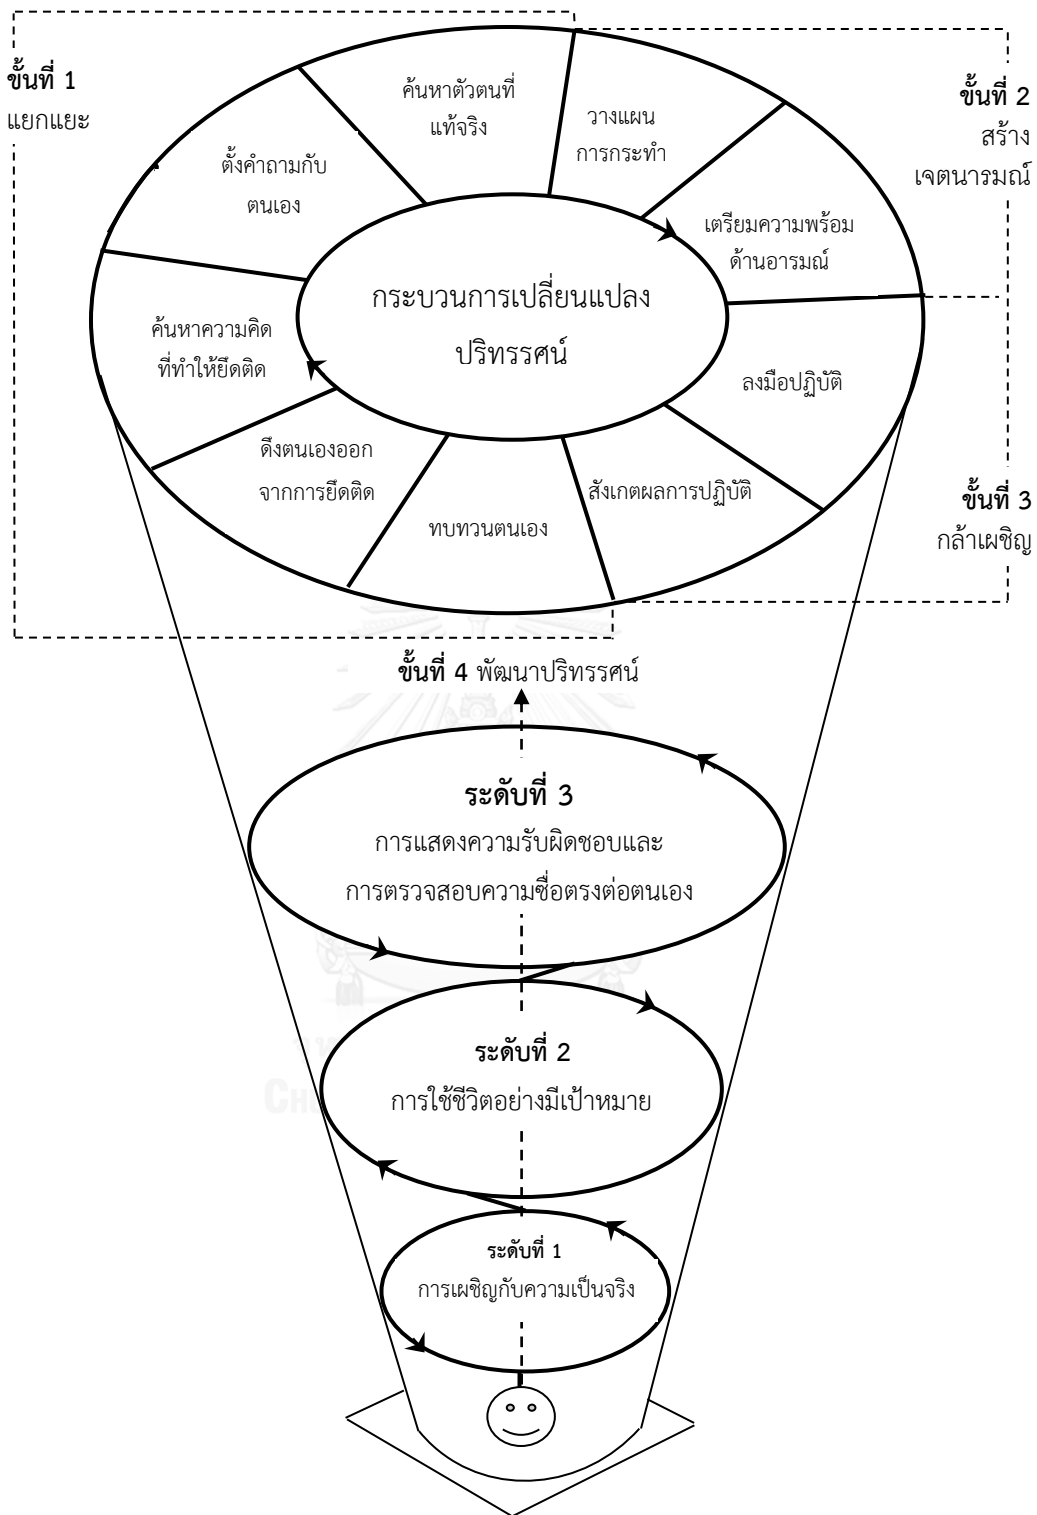 ขั้นที่ 1
แยกแยะ
ขั้นที่ 2
สร้าง
เจตนารมณ์
ค้นหาตัวตนที่
แท้จริง
วางแผน
การกระทำ
ตั้งคำถามกับ
ตนเอง
เตรียมความพร้อม
ด้านอารมณ์
กระบวนการเปลี่ยนแปลง
ปริทรรศน์
ค้นหาความคิด
ที่ทำให้ยึดติด
ลงมือปฏิบัติ
ดึงตนเองออก
จากการยึดติด
สังเกตผลการปฏิบัติ
ทบทวนตนเอง
ขั้นที่ 3
กล้าเผชิญ
ขั้นที่ 4 พัฒนาปริทรรศน์
ระดับที่ 3
การแสดงความรับผิดชอบและ
การตรวจสอบความซื่อตรงต่อตนเอง
ระดับที่ 2
การใช้ชีวิตอย่างมีเป้าหมาย
ระดับที่ 1
การเผชิญกับความเป็นจริง